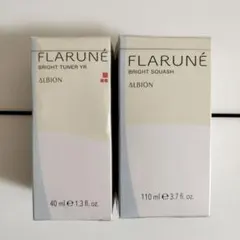 FLARUNÉ
BRIGHT TUNER YR
ALBION
40 ml ℮ 1.3 fl. oz.
FLARUNÉ
BRIGHT SQUASH
ALBION
110 ml ℮ 3.7 fl. oz.